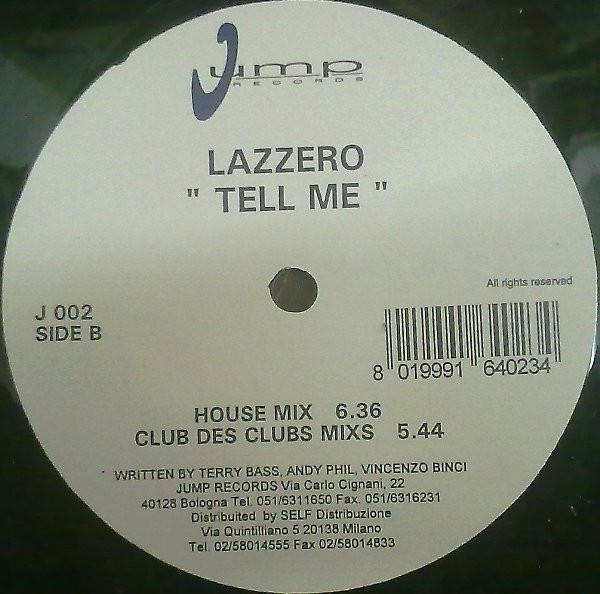 Jump
RECORDS
LAZZERO
" TELL ME "
All rights reserved
J 002
SIDE B
8 019991 640234
HOUSE MIX 6.36
CLUB DES CLUBS MIXS 5.44
WRITTEN BY TERRY BASS, ANDY PHIL, VINCENZO BINCI
JUMP RECORDS Via Carlo Cignani, 22
40128 Bologna Tel. 051/6311650 Fax. 051/6316231
Distribuited by SELF Distribuzione
Via Quintilliano 5 20138 Milano
Tel. 02/58014555 Fax 02/58014833